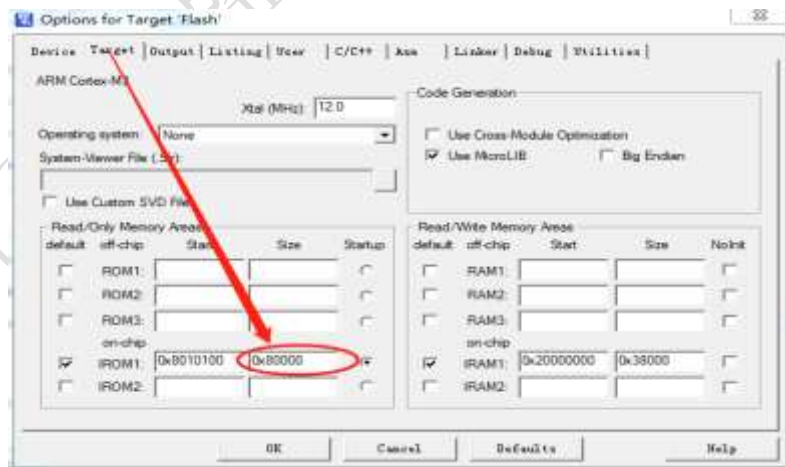 Options for Target 'Flash'
Device Target Output Listing User C/C++ Asm Linker Debug Utilities
ARM Cortex-M3
Xtal (MHz): 12.0
Operating system: None
System-Viewer File (.Sfr):
Use Custom SVD File
Code Generation
Use Cross-Module Optimization
Use MicroLIB Big Endian
Read/Only Memory Areas
default off-chip Start Size Startup
ROM1:
ROM2:
ROM3:
on-chip
IROM1: 0x8010100 0x80000
IROM2:
Read/Write Memory Areas
default off-chip Start Size NoInit
RAM1:
RAM2:
RAM3:
on-chip
IRAM1: 0x20000000 0x38000
IRAM2:
OK Cancel Defaults Help